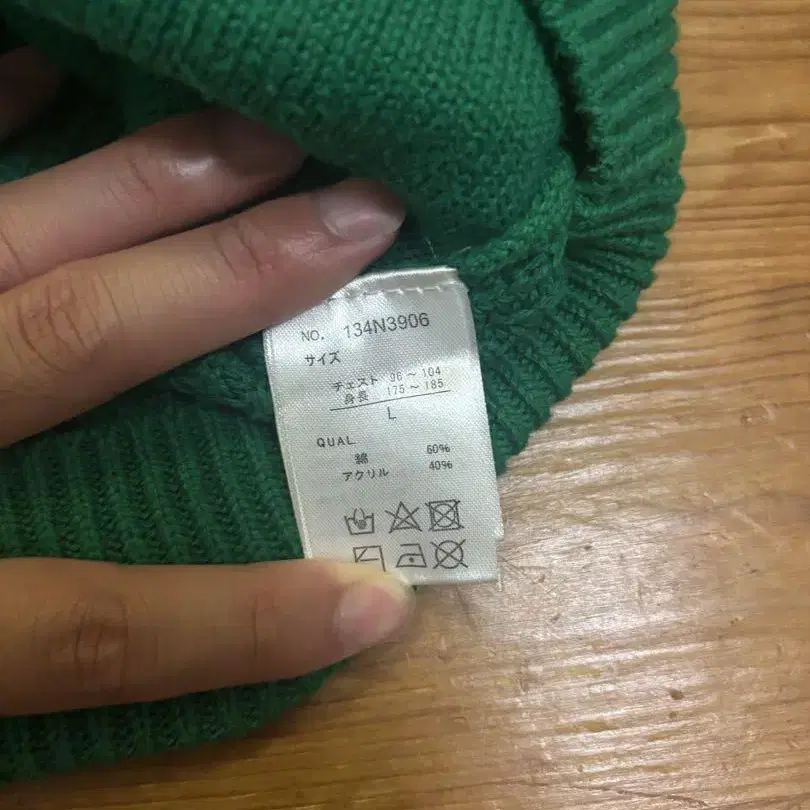 NO. 134N3906
サイズ
チェスト 96～104
身長 175～185
L
QUAL
綿 60%
アクリル 40%